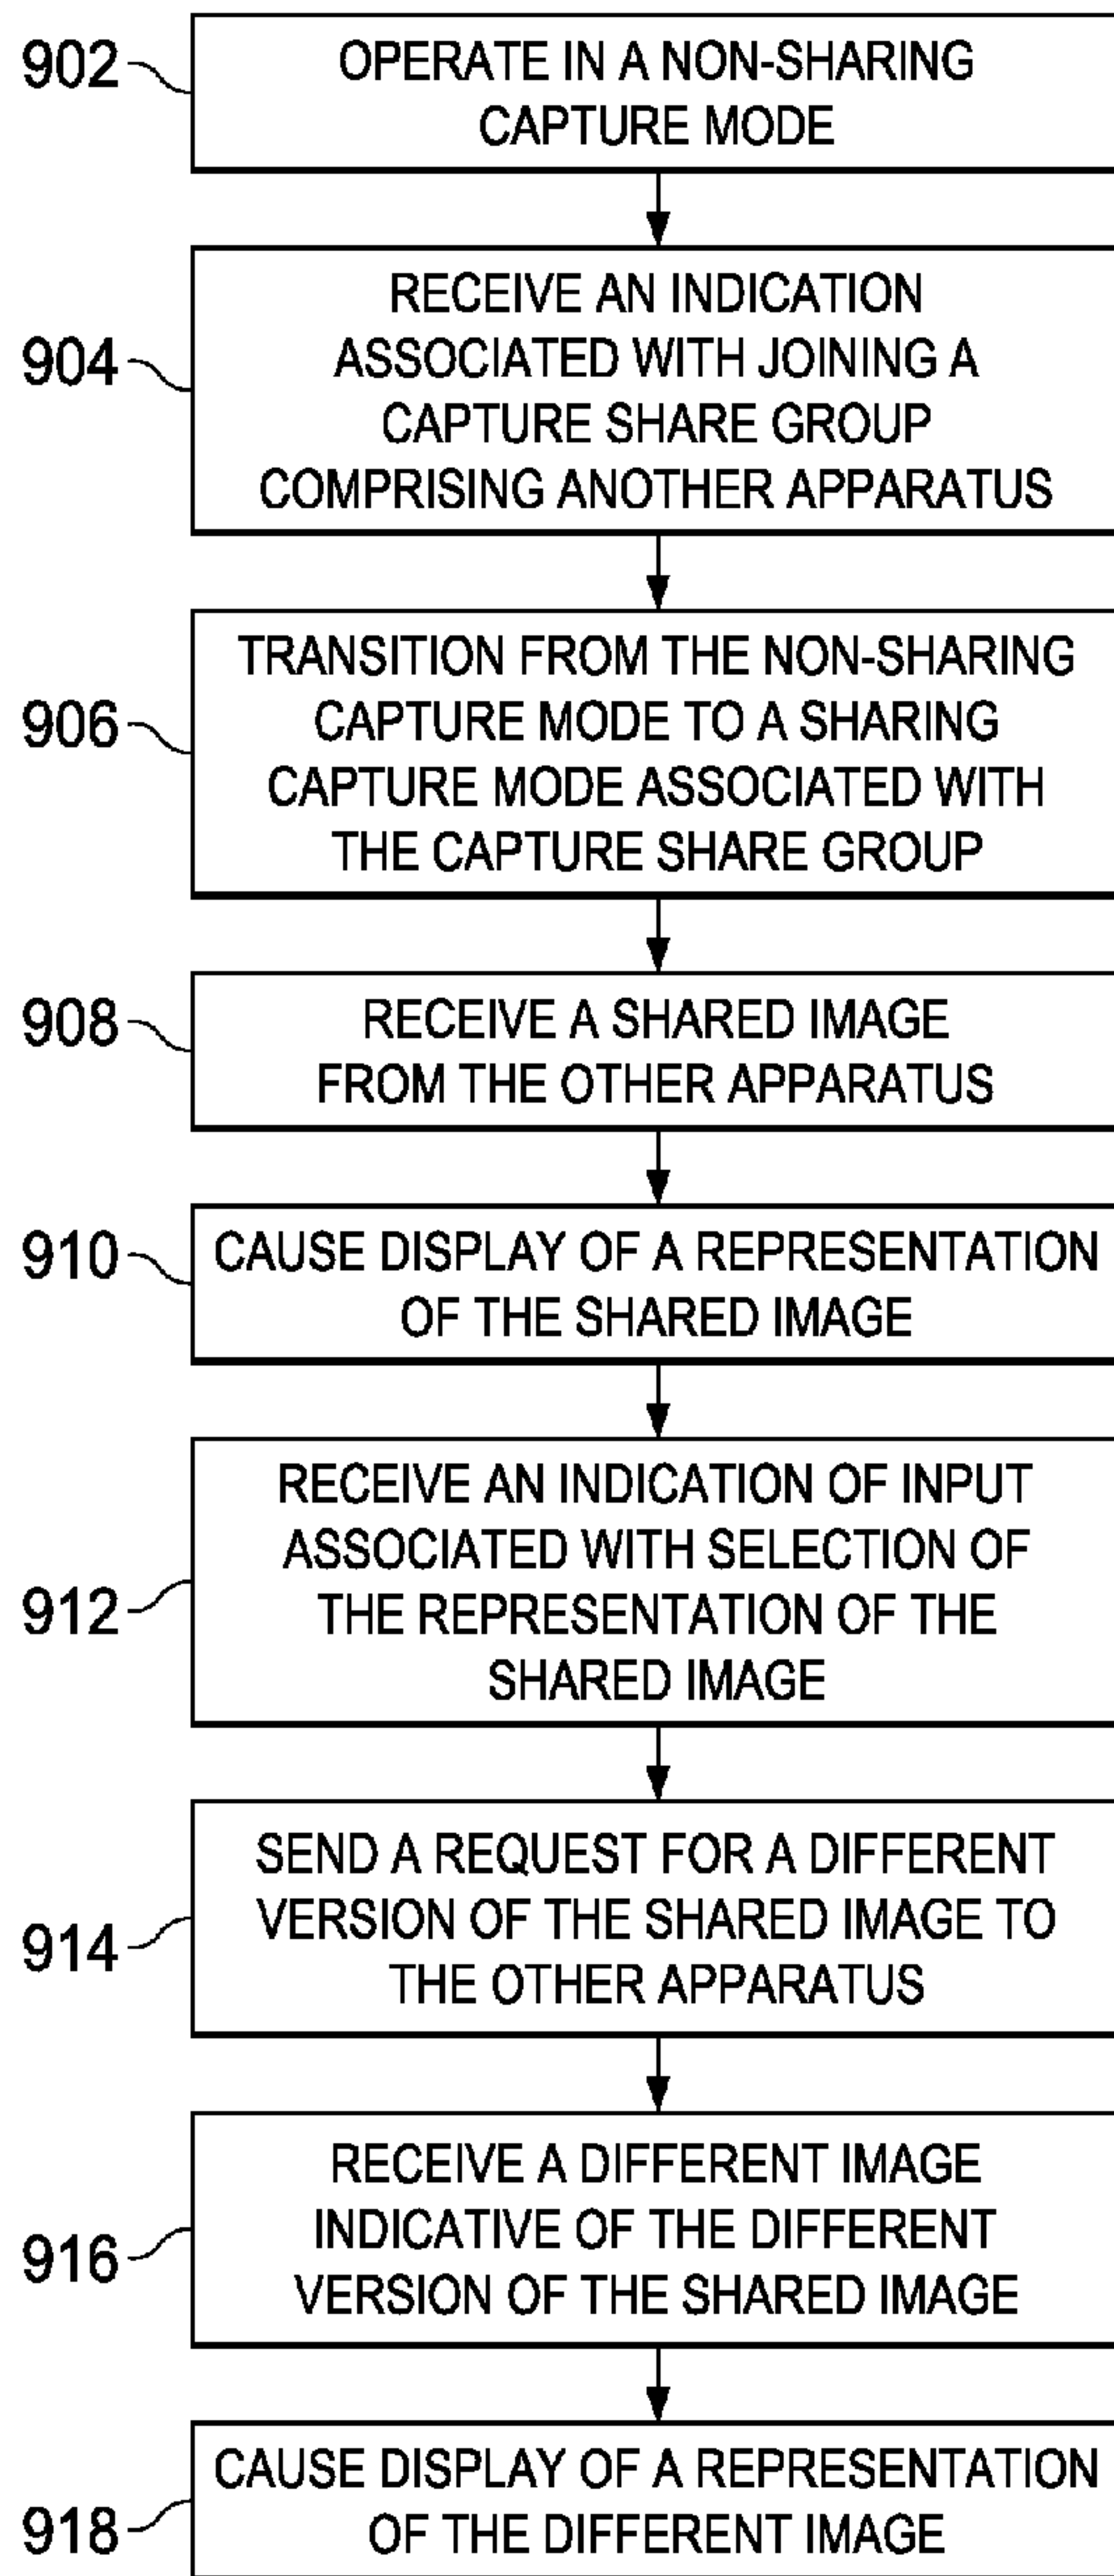 902
OPERATE IN A NON-SHARING
CAPTURE MODE
904
RECEIVE AN INDICATION
ASSOCIATED WITH JOINING A
CAPTURE SHARE GROUP
COMPRISING ANOTHER APPARATUS
906
TRANSITION FROM THE NON-SHARING
CAPTURE MODE TO A SHARING
CAPTURE MODE ASSOCIATED WITH
THE CAPTURE SHARE GROUP
908
RECEIVE A SHARED IMAGE
FROM THE OTHER APPARATUS
910
CAUSE DISPLAY OF A REPRESENTATION
OF THE SHARED IMAGE
912
RECEIVE AN INDICATION OF INPUT
ASSOCIATED WITH SELECTION OF
THE REPRESENTATION OF THE
SHARED IMAGE
914
SEND A REQUEST FOR A DIFFERENT
VERSION OF THE SHARED IMAGE TO
THE OTHER APPARATUS
916
RECEIVE A DIFFERENT IMAGE
INDICATIVE OF THE DIFFERENT
VERSION OF THE SHARED IMAGE
918
CAUSE DISPLAY OF A REPRESENTATION
OF THE DIFFERENT IMAGE